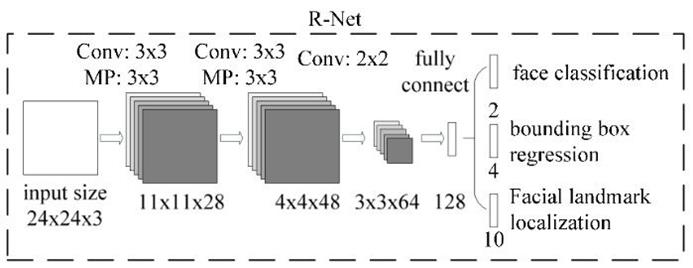 R-Net
Conv: 3x3
MP: 3x3
Conv: 3x3
MP: 3x3
Conv: 2x2
fully
connect
face classification
2
bounding box
regression
4
Facial landmark
localization
10
input size
24x24x3
11x11x28
4x4x48
3x3x64
128